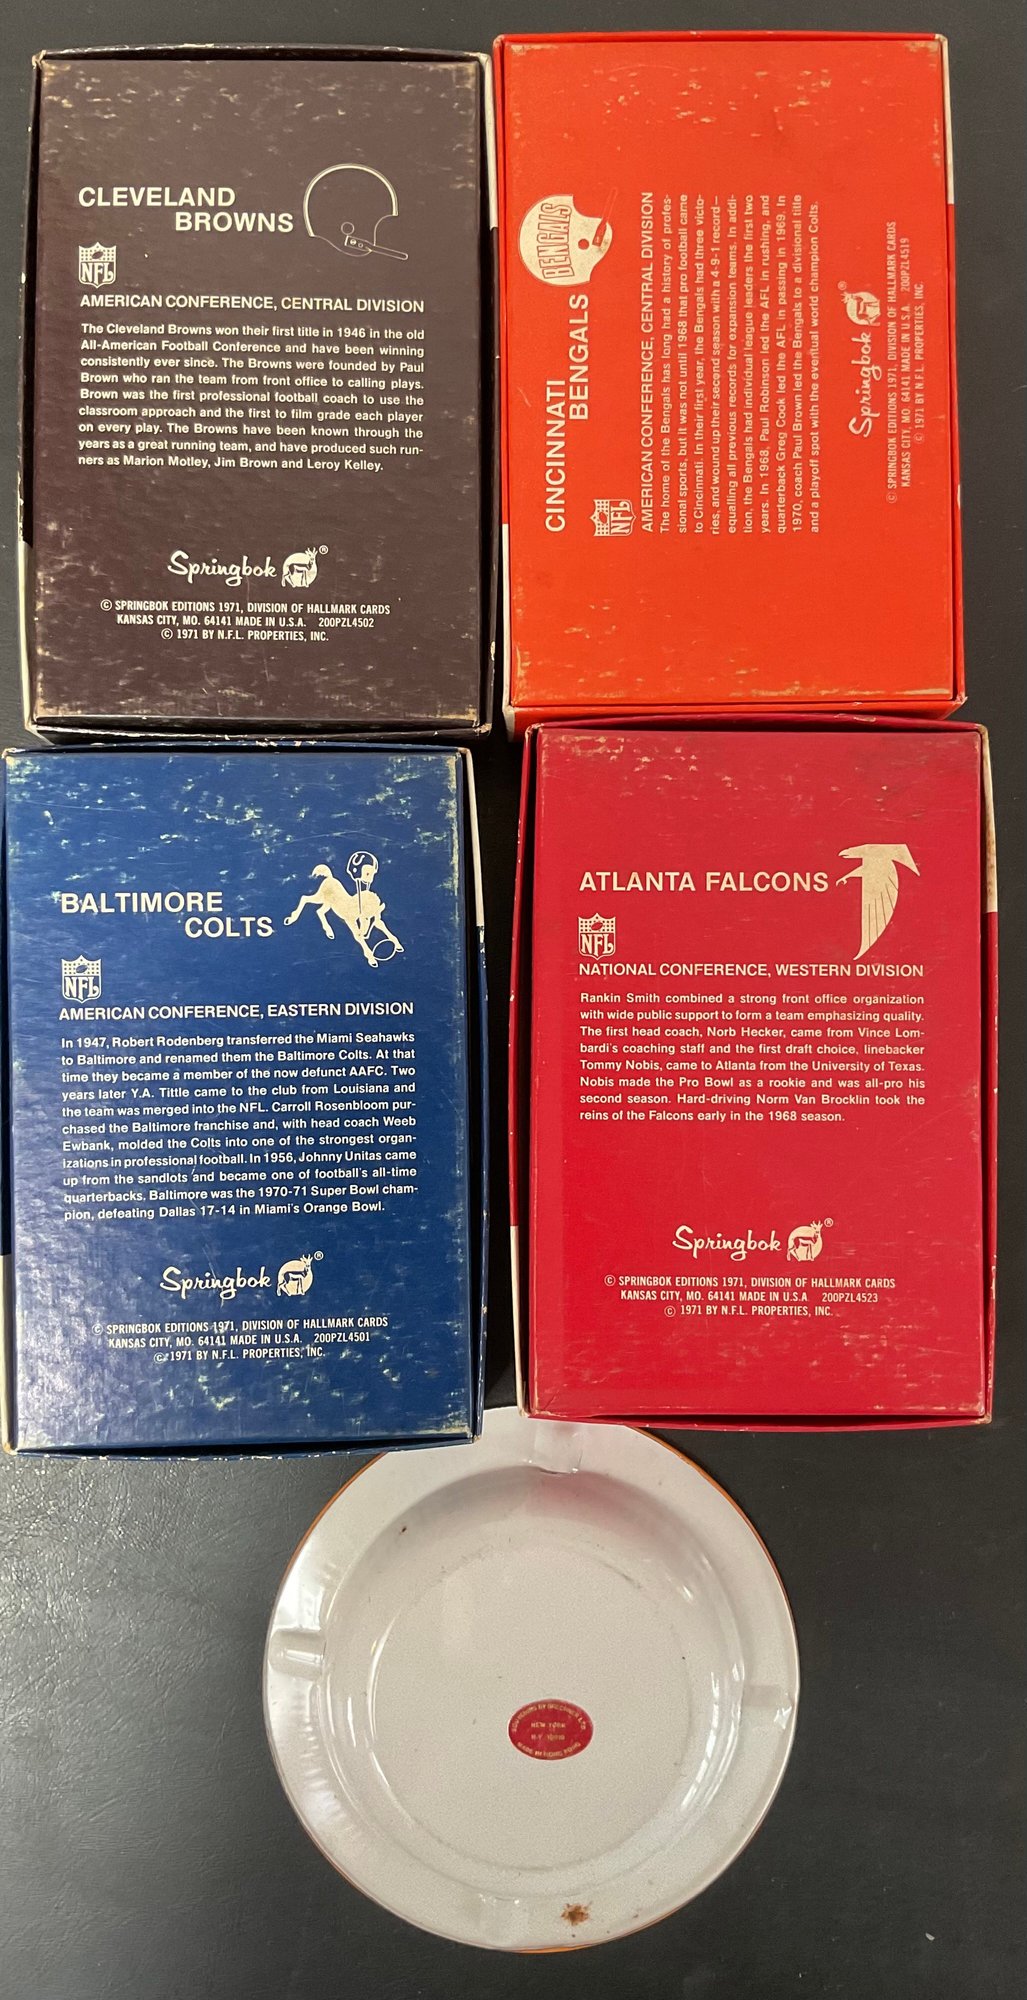 CLEVELAND
BROWNS
NFL
AMERICAN CONFERENCE, CENTRAL DIVISION
The Cleveland Browns won their first title in 1946 in the old
All-American Football Conference and have been winning
consistently ever since. The Browns were founded by Paul
Brown who ran the team from front office to calling plays.
Brown was the first professional football coach to use the
classroom approach and the first to film grade each player
on every play. The Browns have been known through the
years as a great running team, and have produced such run-
ners as Marion Motley, Jim Brown and Leroy Kelley.
Springbok ®
© SPRINGBOK EDITIONS 1971, DIVISION OF HALLMARK CARDS
KANSAS CITY, MO. 64141 MADE IN U.S.A. 200PZL4502
© 1971 BY N.F.L. PROPERTIES, INC.
CINCINNATI
BENGALS
BENGALS
NFL
AMERICAN CONFERENCE, CENTRAL DIVISION
The home of the Bengals has long had a history of profes-
sional sports, but it was not until 1968 that pro football came
to Cincinnati. In their first year, the Bengals had three victo-
ries, and wound up their second season with a 4-9-1 record—
equalling all previous records for expansion teams. In addi-
tion, the Bengals had individual league leaders the first two
years. In 1968, Paul Robinson led the AFL in rushing, and
quarterback Greg Cook led the AFL in passing in 1969. In
1970, coach Paul Brown led the Bengals to a divisional title
and a playoff spot with the eventual world champion Colts.
Springbok ®
© SPRINGBOK EDITIONS 1971, DIVISION OF HALLMARK CARDS
KANSAS CITY, MO. 64141 MADE IN U.S.A. 200PZL4519
© 1971 BY N.F.L. PROPERTIES, INC.
BALTIMORE
COLTS
NFL
AMERICAN CONFERENCE, EASTERN DIVISION
In 1947, Robert Rodenberg transferred the Miami Seahawks
to Baltimore and renamed them the Baltimore Colts. At that
time they became a member of the now defunct AAFC. Two
years later Y.A. Tittle came to the club from Louisiana and
the team was merged into the NFL. Carroll Rosenbloom pur-
chased the Baltimore franchise and, with head coach Weeb
Ewbank, molded the Colts into one of the strongest organ-
izations in professional football. In 1956, Johnny Unitas came
up from the sandlots and became one of football's all-time
quarterbacks. Baltimore was the 1970-71 Super Bowl cham-
pion, defeating Dallas 17-14 in Miami's Orange Bowl.
Springbok ®
© SPRINGBOK EDITIONS 1971, DIVISION OF HALLMARK CARDS
KANSAS CITY, MO. 64141 MADE IN U.S.A. 200PZL4501
© 1971 BY N.F.L. PROPERTIES, INC.
ATLANTA FALCONS
NFL
NATIONAL CONFERENCE, WESTERN DIVISION
Rankin Smith combined a strong front office organization
with wide public support to form a team emphasizing quality.
The first head coach, Norb Hecker, came from Vince Lom-
bardi's coaching staff and the first draft choice, linebacker
Tommy Nobis, came to Atlanta from the University of Texas.
Nobis made the Pro Bowl as a rookie and was all-pro his
second season. Hard-driving Norm Van Brocklin took the
reins of the Falcons early in the 1968 season.
Springbok ®
© SPRINGBOK EDITIONS 1971, DIVISION OF HALLMARK CARDS
KANSAS CITY, MO. 64141 MADE IN U.S.A. 200PZL4523
© 1971 BY N.F.L. PROPERTIES, INC.
NEW YORK
N.Y.
MADE IN HONG KONG